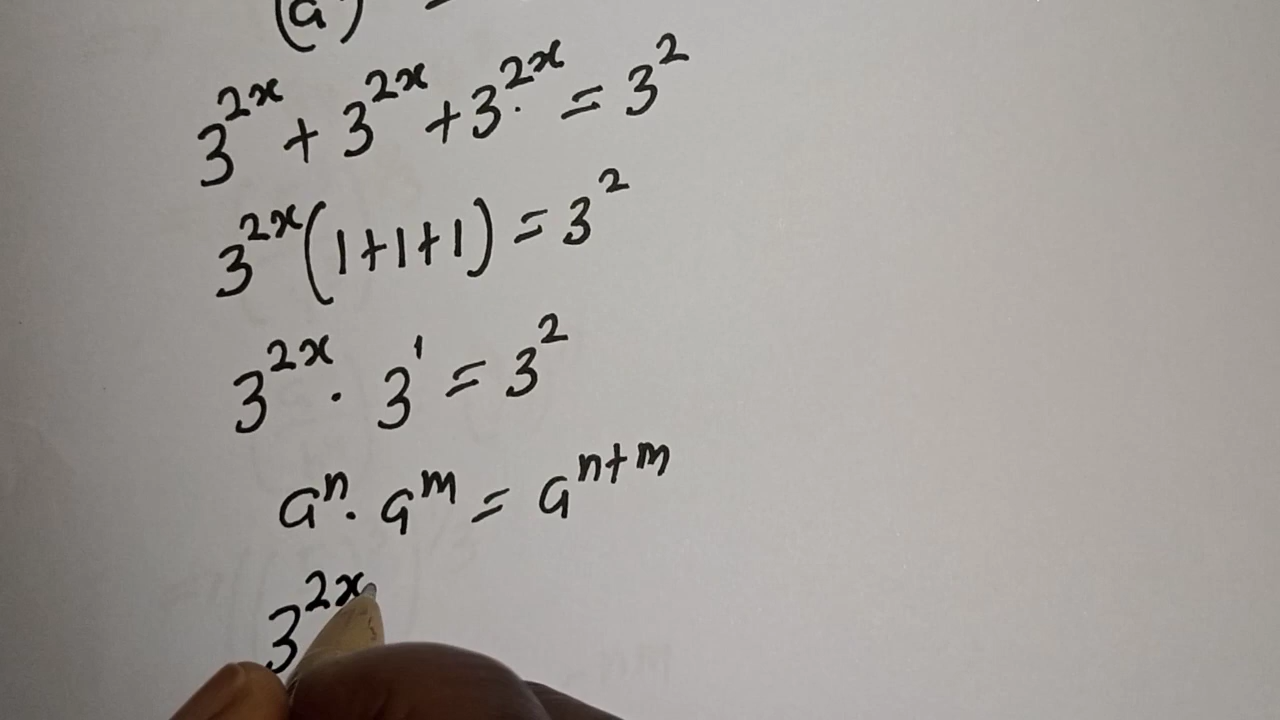 (a)
3^{2x} + 3^{2x} + 3^{2x} = 3^2
3^{2x}(1+1+1) = 3^2
3^{2x} · 3^1 = 3^2
a^n · a^m = a^{n+m}
3^{2x}